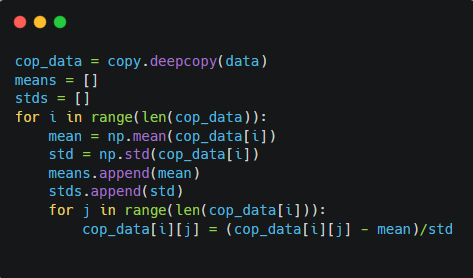 cop_data = copy.deepcopy(data)
means = []
stds = []
for i in range(len(cop_data)):
    mean = np.mean(cop_data[i])
    std = np.std(cop_data[i])
    means.append(mean)
    stds.append(std)
    for j in range(len(cop_data[i])):
        cop_data[i][j] = (cop_data[i][j] - mean)/std